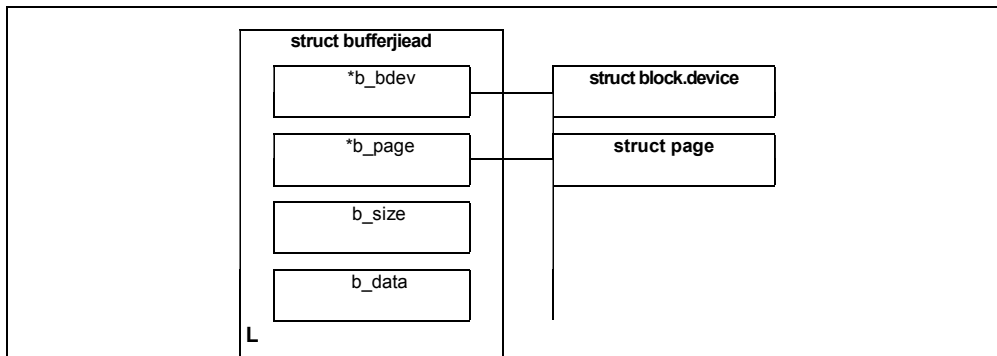 struct bufferjiead
*b_bdev
struct block.device
*b_page
struct page
b_size
b_data
L